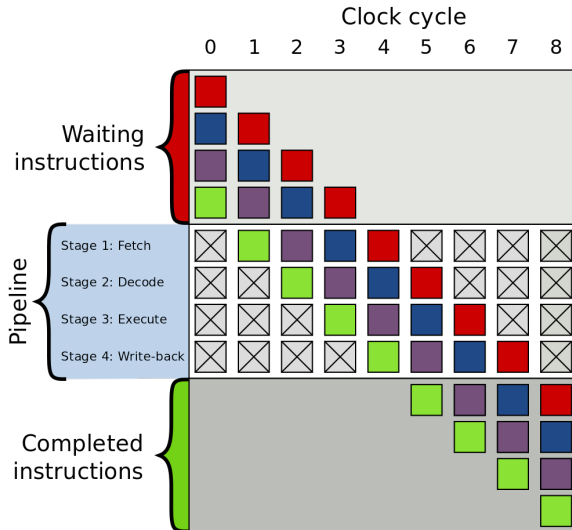 Clock cycle
0 1 2 3 4 5 6 7 8
Waiting
instructions
Pipeline
Stage 1: Fetch
Stage 2: Decode
Stage 3: Execute
Stage 4: Write-back
Completed
instructions